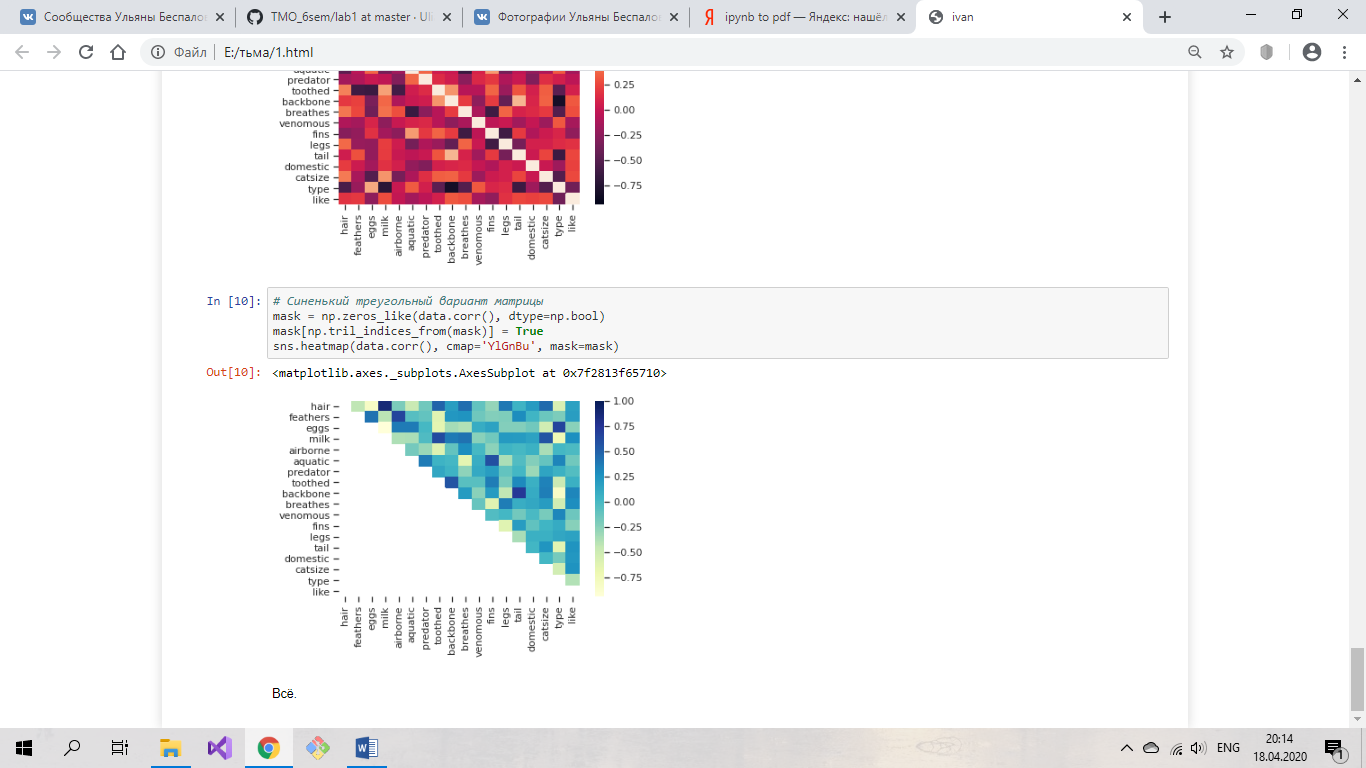 Сообщества Ульяны Беспалов
TMO_6sem/lab1 at master · Uli
Фотографии Ульяны Беспалов
ipynb to pdf — Яндекс: нашёл
ivan
Файл E:/тьма/1.html
predator
toothed
backbone
breathes
venomous
fins
legs
tail
domestic
catsize
type
like
0.25
0.00
−0.25
−0.50
−0.75
hair feathers eggs milk airborne aquatic predator toothed backbone breathes venomous fins legs tail domestic catsize type like
In [10]:
# Синенький треугольный вариант матрицы
mask = np.zeros_like(data.corr(), dtype=np.bool)
mask[np.tril_indices_from(mask)] = True
sns.heatmap(data.corr(), cmap='YlGnBu', mask=mask)
Out[10]:
<matplotlib.axes._subplots.AxesSubplot at 0x7f2813f65710>
hair
feathers
eggs
milk
airborne
aquatic
predator
toothed
backbone
breathes
venomous
fins
legs
tail
domestic
catsize
type
like
1.00
0.75
0.50
0.25
0.00
−0.25
−0.50
−0.75
hair feathers eggs milk airborne aquatic predator toothed backbone breathes venomous fins legs tail domestic catsize type like
Всё.
ENG
20:14
18.04.2020
1